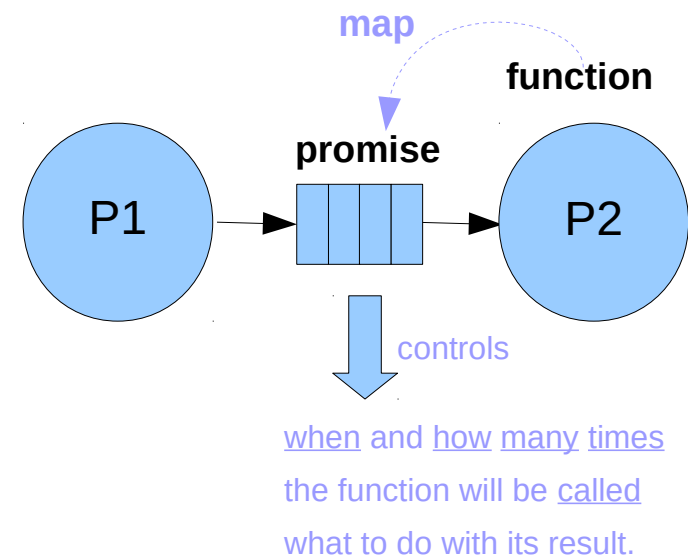 map
function
promise
P1
P2
controls
when and how many times
the function will be called
what to do with its result.